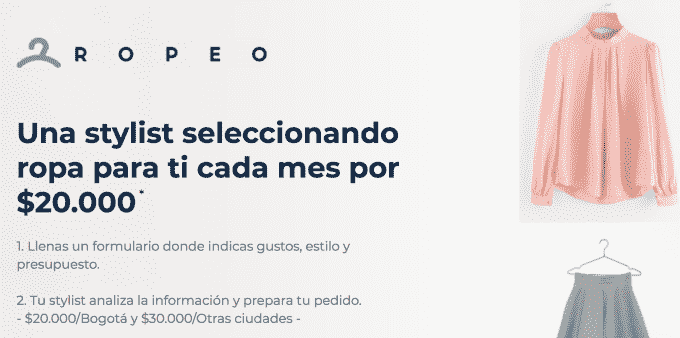 ROPEO
Una stylist seleccionando
ropa para ti cada mes por
$20.000*
1. Llenas un formulario donde indicas gustos, estilo y
presupuesto.
2. Tu stylist analiza la información y prepara tu pedido.
- $20.000/Bogotá y $30.000/Otras ciudades -